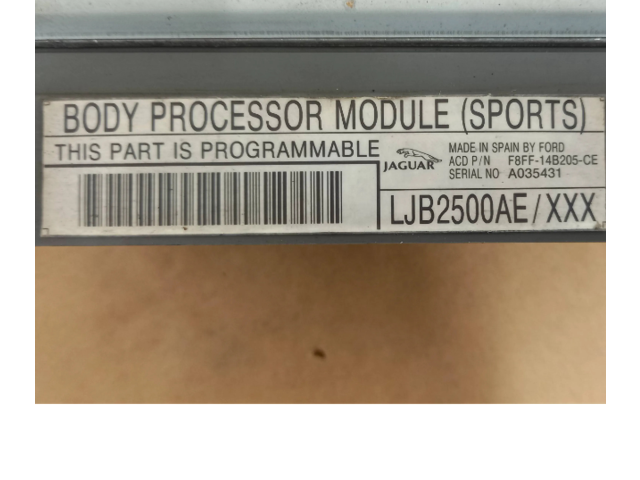 BODY PROCESSOR MODULE (SPORTS)
THIS PART IS PROGRAMMABLE
JAGUAR
MADE IN SPAIN BY FORD
ACD P/N F8FF-14B205-CE
SERIAL NO A035431
LJB2500AE/XXX